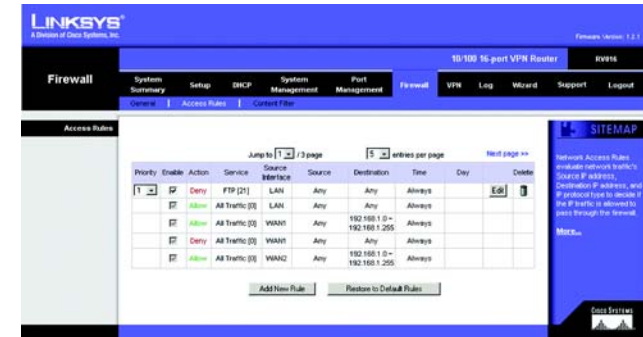 LINKSYS®
A Division of Cisco Systems, Inc.
Firmware Version: 1.2.1
10/100 16-port VPN Router RV016
Firewall
System Summary Setup DHCP System Management Port Management Firewall VPN Log Wizard Support Logout
General | Access Rules | Content Filter
Access Rules
SITEMAP
Jump to 1 / 3 page 5 entries per page Next page >>
Priority Enable Action Service Source Interface Source Destination Time Day Delete
1 Deny FTP [21] LAN Any Any Always Edit
Allow All Traffic [0] LAN Any Any Always
Allow All Traffic [0] WAN1 Any 192.168.1.0 ~ 192.168.1.255 Always
Deny All Traffic [0] WAN1 Any Any Always
Allow All Traffic [0] WAN2 Any 192.168.1.0 ~ 192.168.1.255 Always
Add New Rule Restore to Default Rules
Network Access Rules
evaluate network traffic's
Source IP address,
Destination IP address, and
IP protocol type to decide if
the IP traffic is allowed to
pass through the firewall.
More...
CISCO SYSTEMS